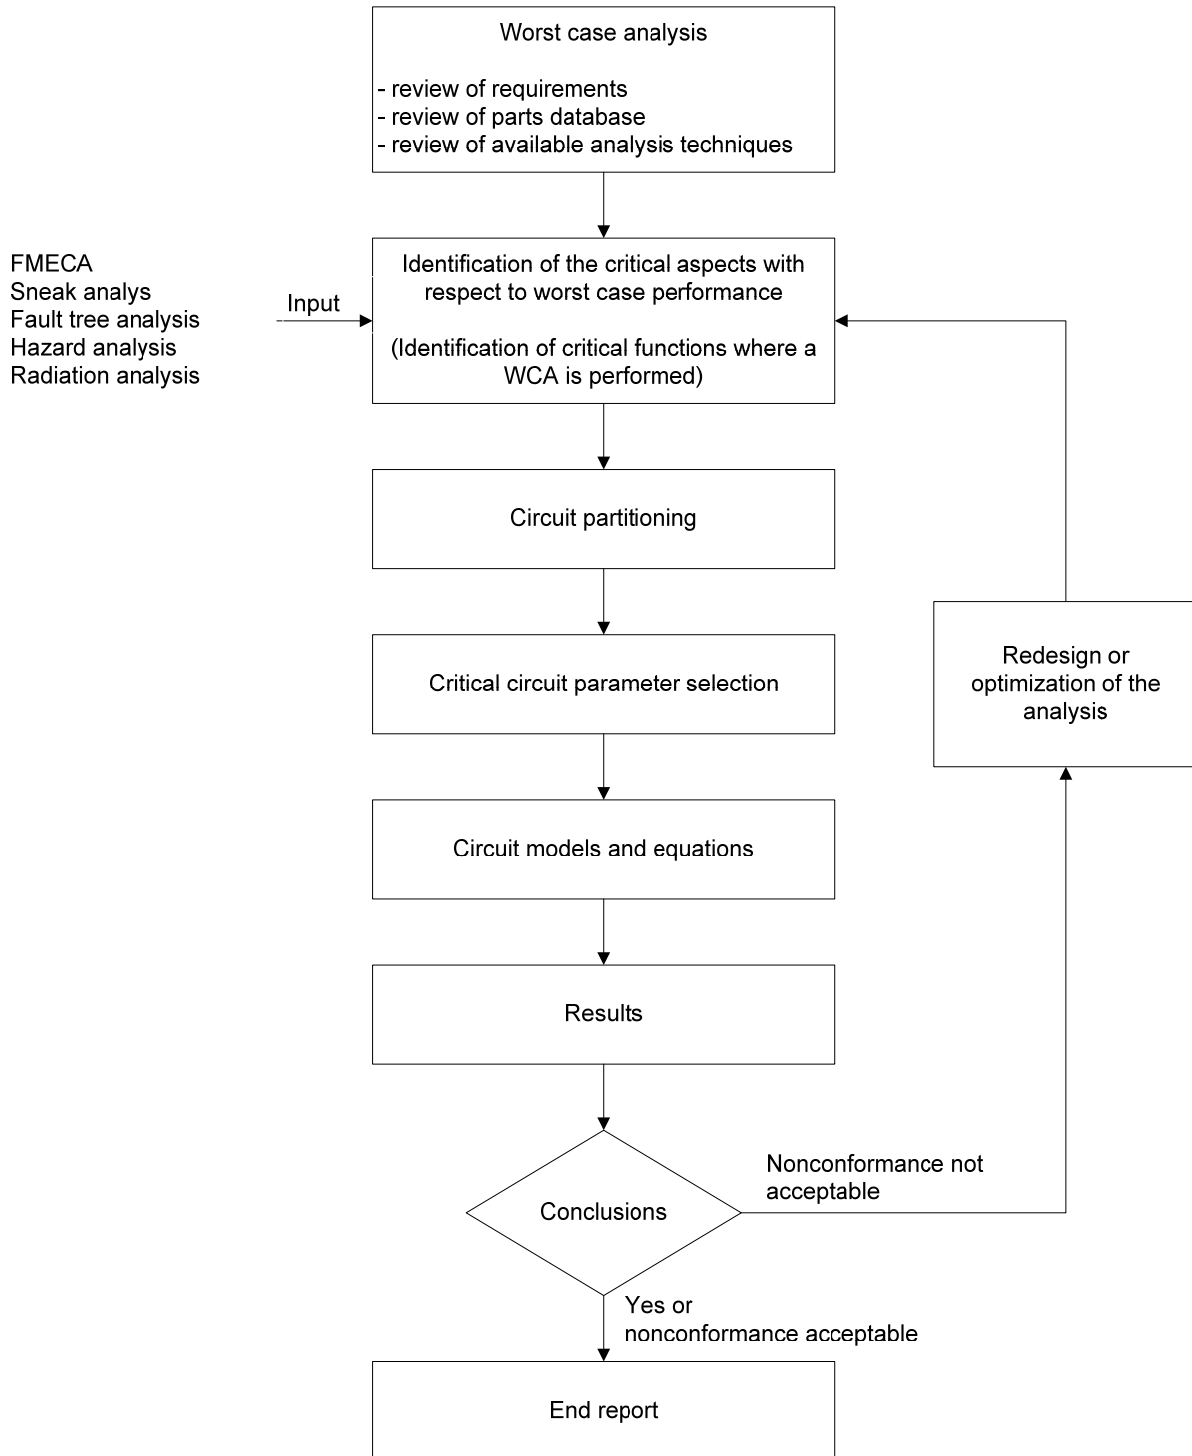 Worst case analysis
- review of requirements
- review of parts database
- review of available analysis techniques
FMECA
Sneak analys
Fault tree analysis
Hazard analysis
Radiation analysis
Input
Identification of the critical aspects with
respect to worst case performance
(Identification of critical functions where a
WCA is performed)
Circuit partitioning
Critical circuit parameter selection
Redesign or
optimization of the
analysis
Circuit models and equations
Results
Conclusions
Nonconformance not
acceptable
Yes or
nonconformance acceptable
End report